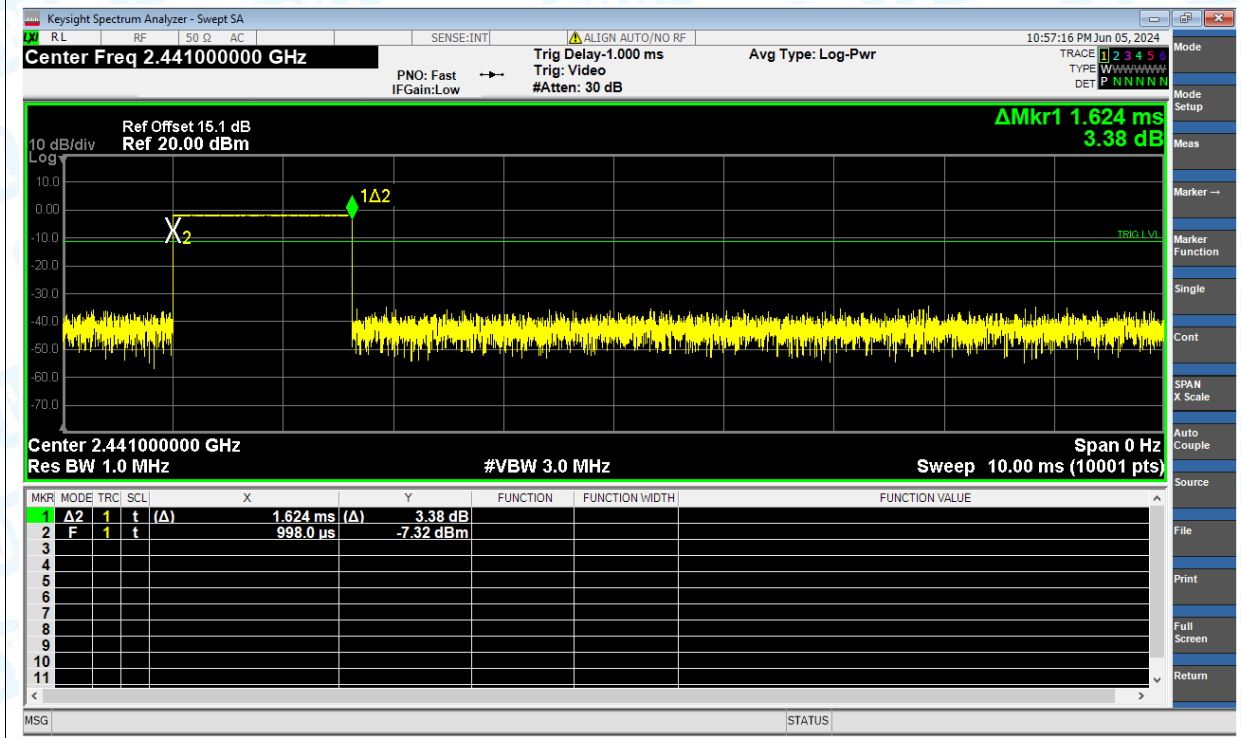 Keysight Spectrum Analyzer - Swept SA
LXI RL RF 50 Ω AC SENSE:INT ALIGN AUTO/NO RF 10:57:16 PM Jun 05, 2024
Center Freq 2.441000000 GHz
PNO: Fast
IFGain:Low
Trig Delay-1.000 ms
Trig: Video
#Atten: 30 dB
Avg Type: Log-Pwr
TRACE 1 2 3 4 5 6
TYPE WWWWWW
DET P N N N N N
ΔMkr1 1.624 ms
3.38 dB
Ref Offset 15.1 dB
10 dB/div Ref 20.00 dBm
Log
10.0
0.00
-10.0
-20.0
-30.0
-40.0
-50.0
-60.0
-70.0
1Δ2
X2
TRIG LVL
Center 2.441000000 GHz Span 0 Hz
Res BW 1.0 MHz #VBW 3.0 MHz Sweep 10.00 ms (10001 pts)
MKR MODE TRC SCL X Y FUNCTION FUNCTION WIDTH FUNCTION VALUE
1 Δ2 1 t (Δ) 1.624 ms (Δ) 3.38 dB
2 F 1 t 998.0 µs -7.32 dBm
3
4
5
6
7
8
9
10
11
MSG STATUS
Mode
Mode
Setup
Meas
Marker →
Marker
Function
Single
Cont
SPAN
X Scale
Auto
Couple
Source
File
Print
Full
Screen
Return